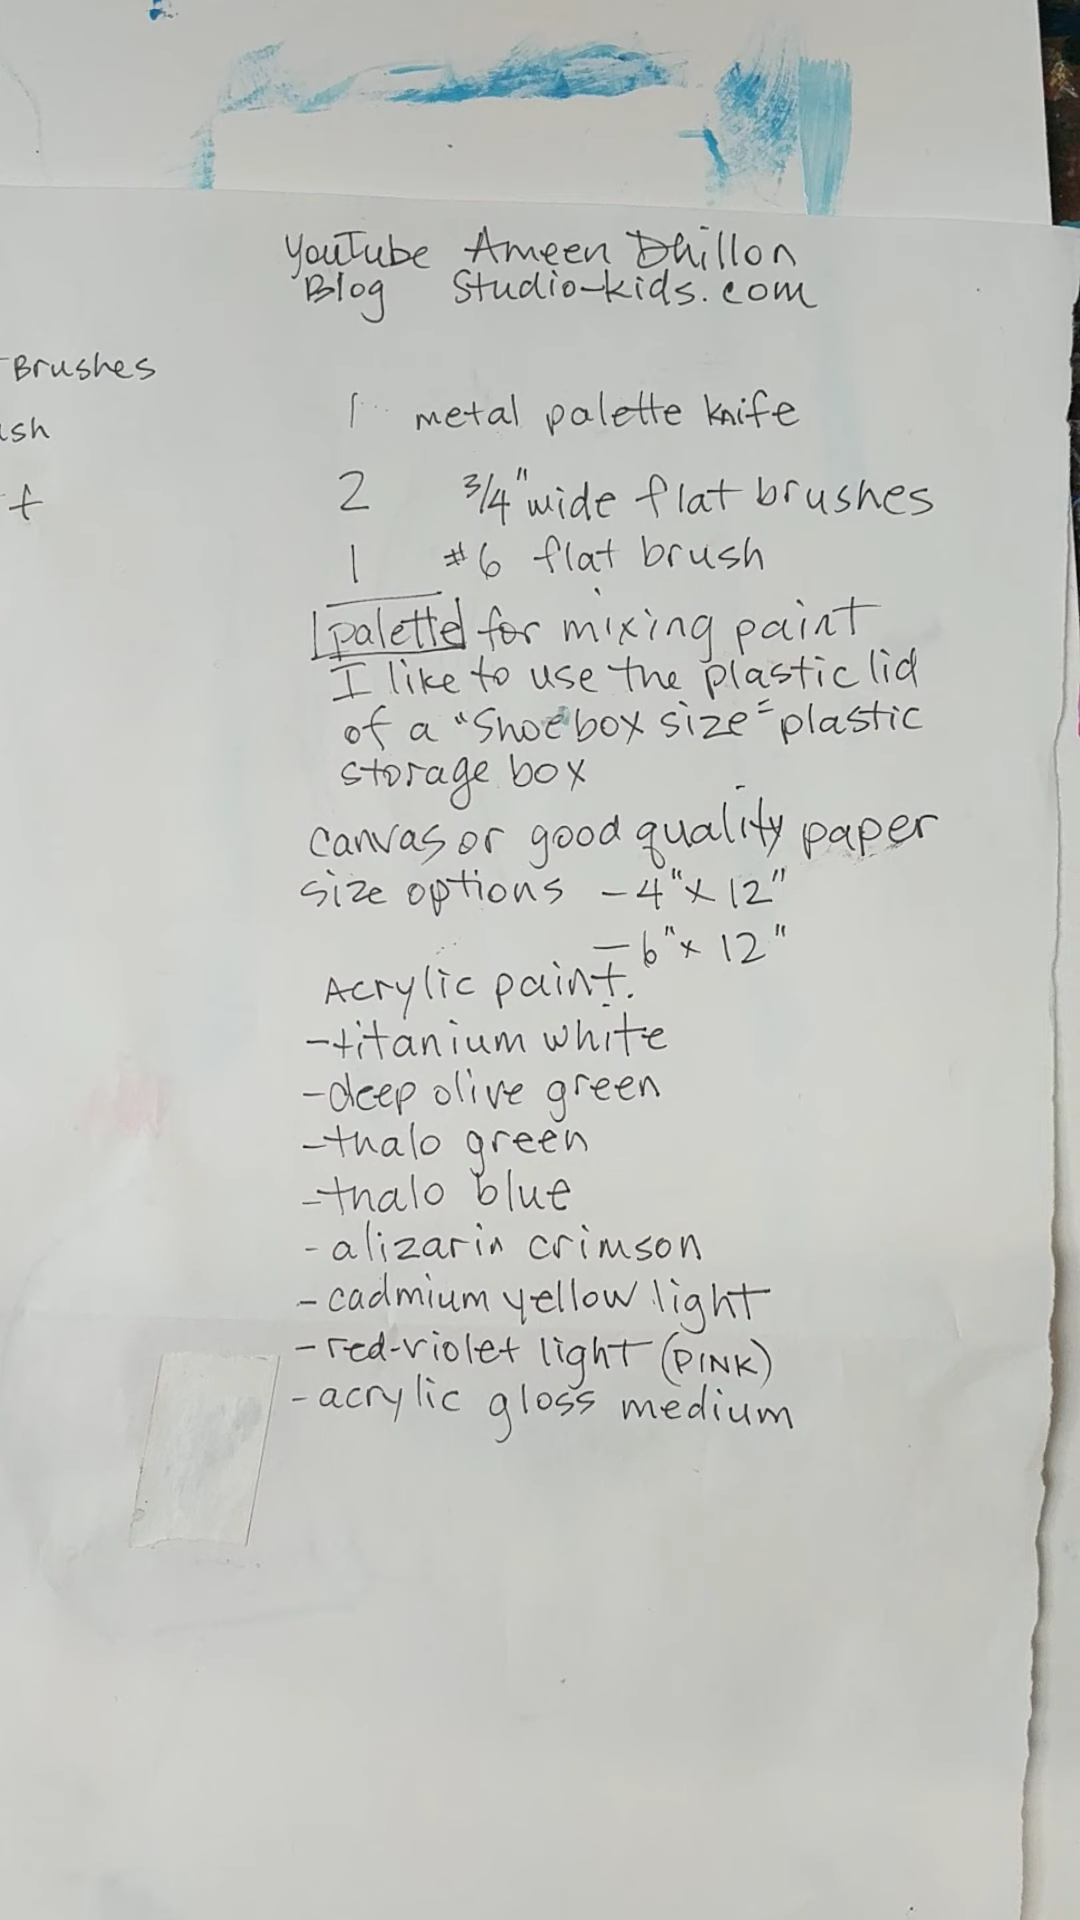 YouTube Ameen Dhillon
Blog Studio-kids.com
Brushes
1 metal palette knife
2 3/4" wide flat brushes
1 #6 flat brush
palette for mixing paint
I like to use the plastic lid
of a "Shoebox size" plastic
storage box
canvas or good quality paper
size options - 4" x 12"
- 6" x 12"
Acrylic paint.
- titanium white
- deep olive green
- thalo green
- thalo blue
- alizarin crimson
- cadmium yellow light
- red-violet light (PINK)
- acrylic gloss medium